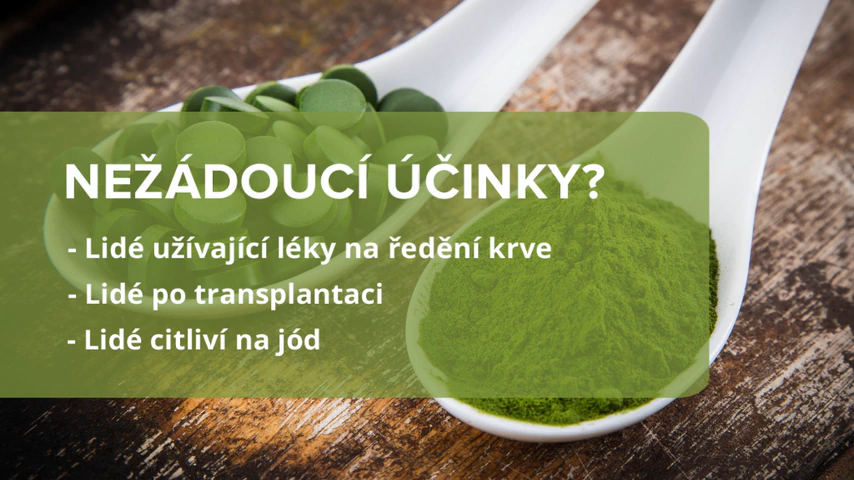 NEŽÁDOUCÍ ÚČINKY?
- Lidé užívající léky na ředění krve
- Lidé po transplantaci
- Lidé citliví na jód